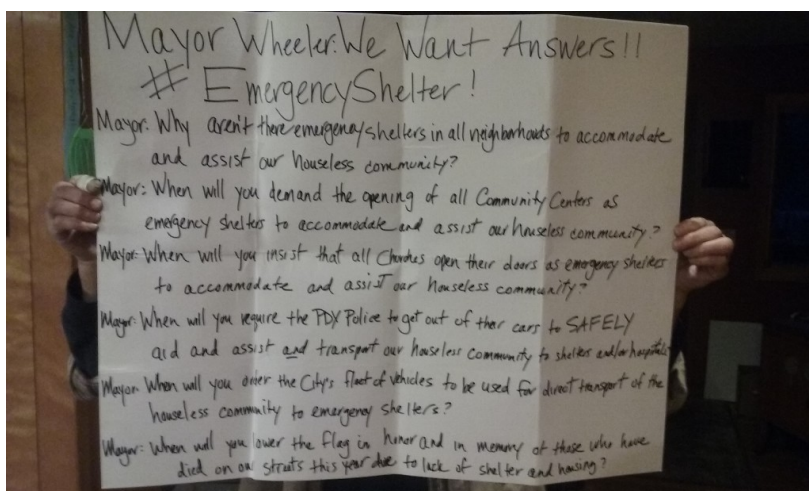 Mayor Wheeler: We Want Answers!!
# EmergencyShelter!
Mayor: Why aren't there emergency shelters in all neighborhoods to accommodate
and assist our houseless community?
Mayor: When will you demand the opening of all Community Centers as
emergency shelters to accommodate and assist our houseless community?
Mayor: When will you insist that all Churches open their doors as emergency shelters
to accommodate and assist our houseless community?
Mayor: When will you require the PDX Police to get out of their cars to SAFELY
aid and assist and transport our houseless community to shelters and/or hospitals
Mayor: When will you order the City's fleet of vehicles to be used for direct transport of the
houseless community to emergency shelters?
Mayor: When will you lower the flag in honor and in memory of those who have
died on our streets this year due to lack of shelter and housing?